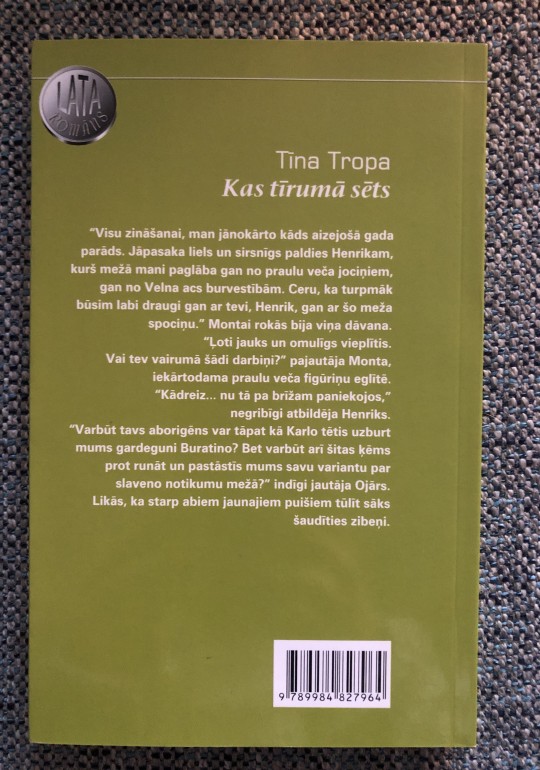 LATA
ROMĀNS
Tīna Tropa
Kas tīrumā sēts
“Visu zināšanai, man jānokārto kāds aizejošā gada
parāds. Jāpasaka liels un sirsnīgs paldies Henrikam,
kurš mežā mani paglāba gan no praulu veča jociņiem,
gan no Velna acs burvestībām. Ceru, ka turpmāk
būsim labi draugi gan ar tevi, Henrik, gan ar šo meža
spociņu.” Montai rokās bija viņa dāvana.
“Ļoti jauks un omulīgs vieplītis.
Vai tev vairumā šādi darbiņi?” pajautāja Monta,
iekārtodama praulu veča figūriņu eglītē.
“Kādreiz... nu tā pa brīžam paniekojos,”
negribīgi atbildēja Henriks.
“Varbūt tavs aborigēns var tāpat kā Karlo tētis uzburt
mums gardeguni Buratino? Bet varbūt arī šitas ķēms
prot runāt un pastāstīs mums savu variantu par
slaveno notikumu mežā?” indīgi jautāja Ojārs.
Likās, ka starp abiem jaunajiem puišiem tūlīt sāks
šaudīties zibeņi.
9 789984 827964